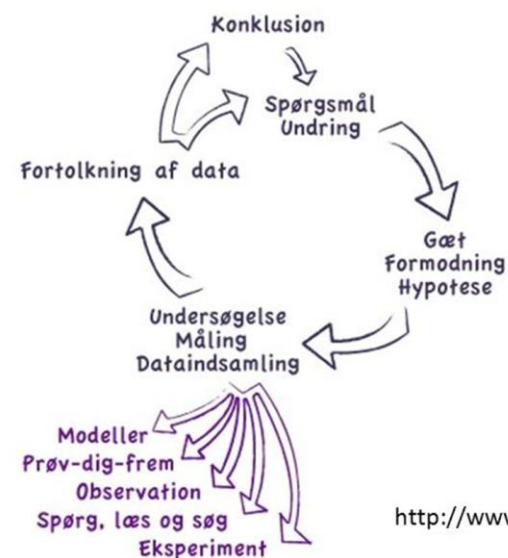 Konklusion
Spørgsmål
Undring
Fortolkning af data
Gæt
Formodning
Hypotese
Undersøgelse
Måling
Dataindsamling
Modeller
Prøv-dig-frem
Observation
Spørg, læs og søg
Eksperiment
http://www